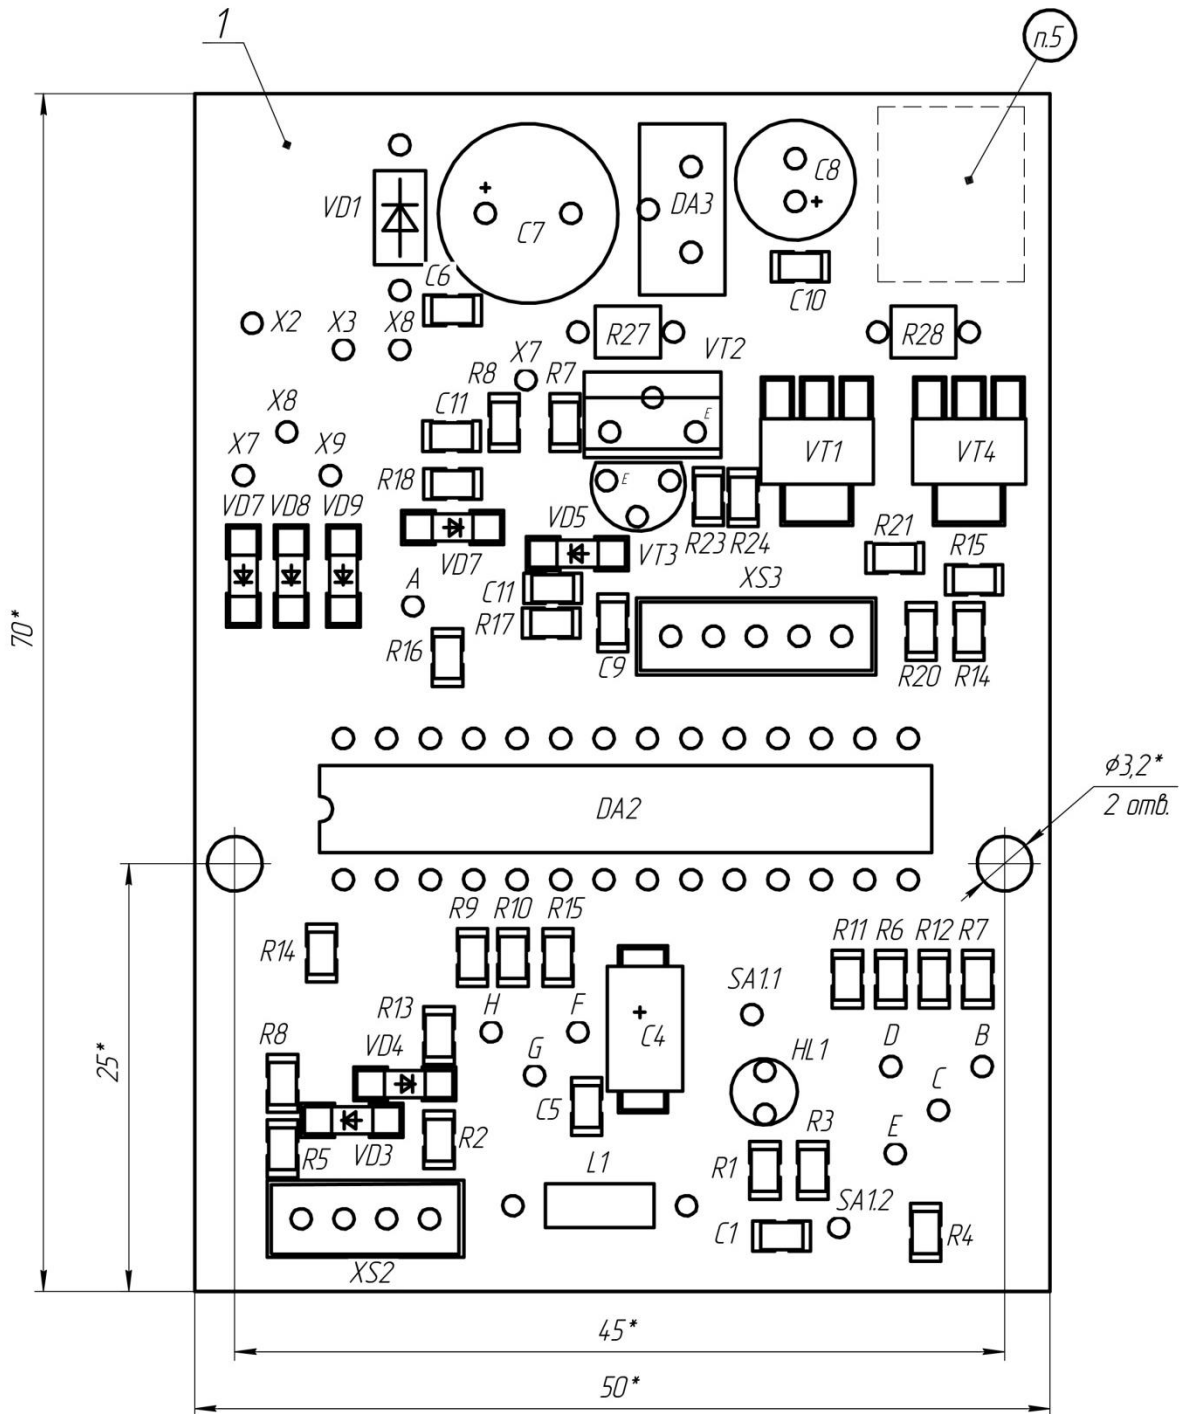 1
п.5
VD1
C7
DA3
C8
C6
C10
X2
X3
X8
R27
VT2
R28
R8
X7
R7
X8
C11
E
VT1
VT4
X7
X9
R18
E
VD7
VD8
VD9
VD5
R23
R24
R21
VD7
VT3
R15
A
C11
XS3
R17
70*
R16
C9
R20
R14
ϕ3,2*
2 отв.
DA2
R9
R10
R15
R11
R6
R12
R7
R14
SA1.1
R13
H
F
C4
R8
VD4
G
HL1
D
B
25*
C5
C
R5
VD3
R2
L1
R1
R3
E
SA1.2
C1
R4
XS2
45*
50*